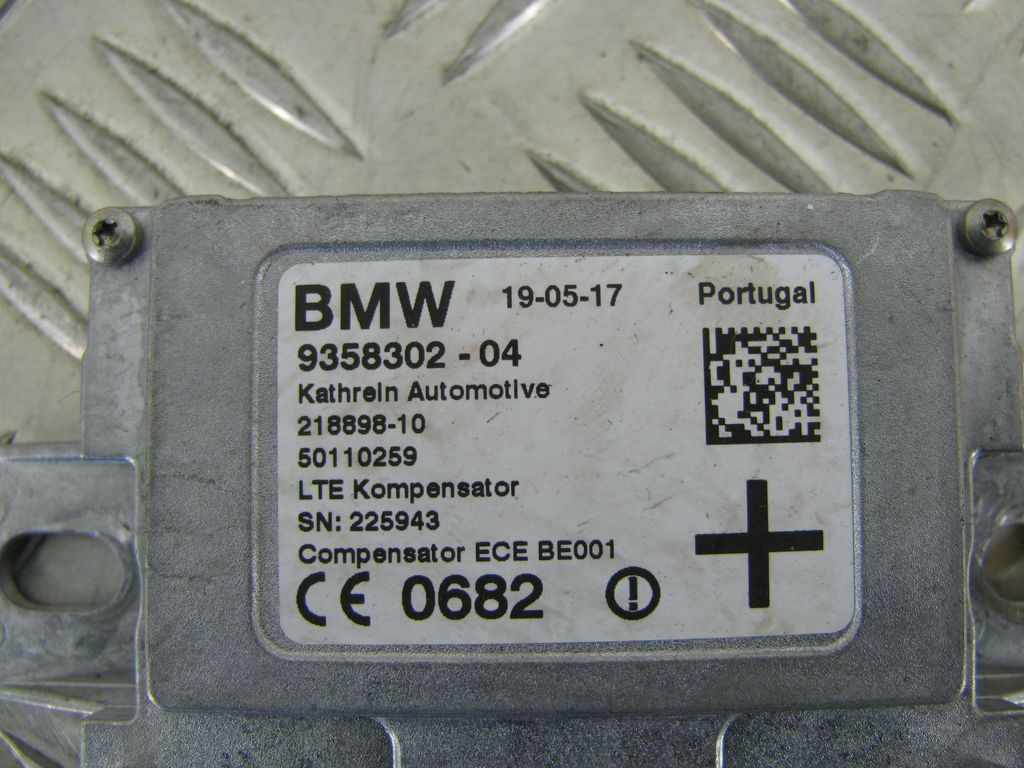 BMW 19-05-17 Portugal
9358302 - 04
Kathrein Automotive
218898-10
50110259
LTE Kompensator
SN: 225943
Compensator ECE BE001
CE 0682